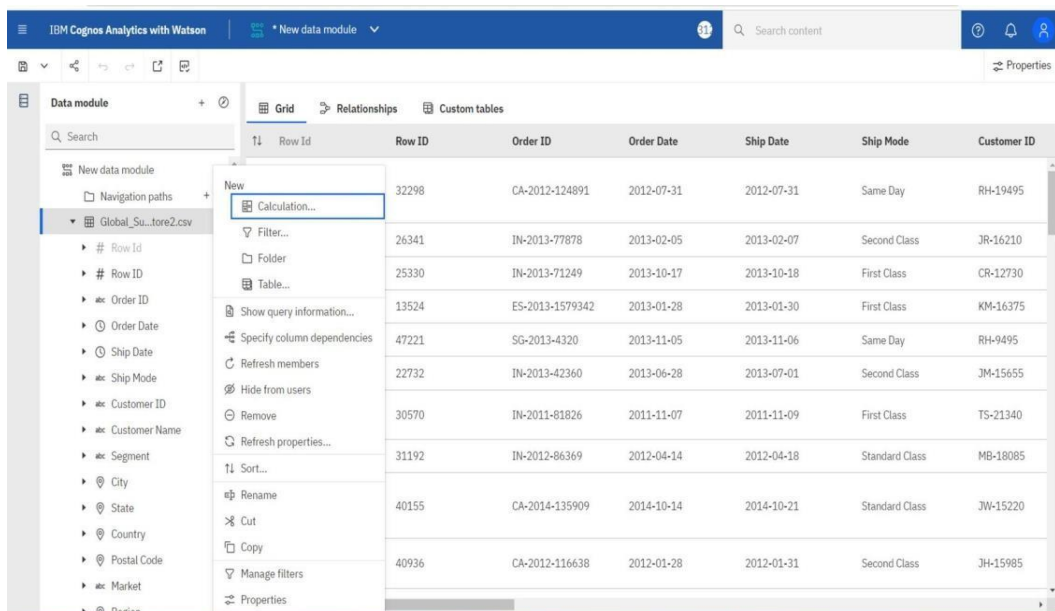 IBM Cognos Analytics with Watson
* New data module
Search content
Properties
Data module
Grid
Relationships
Custom tables
Search
Row Id Row ID Order ID Order Date Ship Date Ship Mode Customer ID
New data module
Navigation paths
Global_Su...tore2.csv
# Row Id
# Row ID
abc Order ID
Order Date
Ship Date
abc Ship Mode
abc Customer ID
abc Customer Name
abc Segment
City
State
Country
Postal Code
abc Market
New
Calculation...
Filter...
Folder
Table...
Show query information...
Specify column dependencies
Refresh members
Hide from users
Remove
Refresh properties...
Sort...
Rename
Cut
Copy
Manage filters
Properties
32298 CA-2012-124891 2012-07-31 2012-07-31 Same Day RH-19495
26341 IN-2013-77878 2013-02-05 2013-02-07 Second Class JR-16210
25330 IN-2013-71249 2013-10-17 2013-10-18 First Class CR-12730
13524 ES-2013-1579342 2013-01-28 2013-01-30 First Class KM-16375
47221 SG-2013-4320 2013-11-05 2013-11-06 Same Day RH-9495
22732 IN-2013-42360 2013-06-28 2013-07-01 Second Class JM-15655
30570 IN-2011-81826 2011-11-07 2011-11-09 First Class TS-21340
31192 IN-2012-86369 2012-04-14 2012-04-18 Standard Class MB-18085
40155 CA-2014-135909 2014-10-14 2014-10-21 Standard Class JW-15220
40936 CA-2012-116638 2012-01-28 2012-01-31 Second Class JH-15985